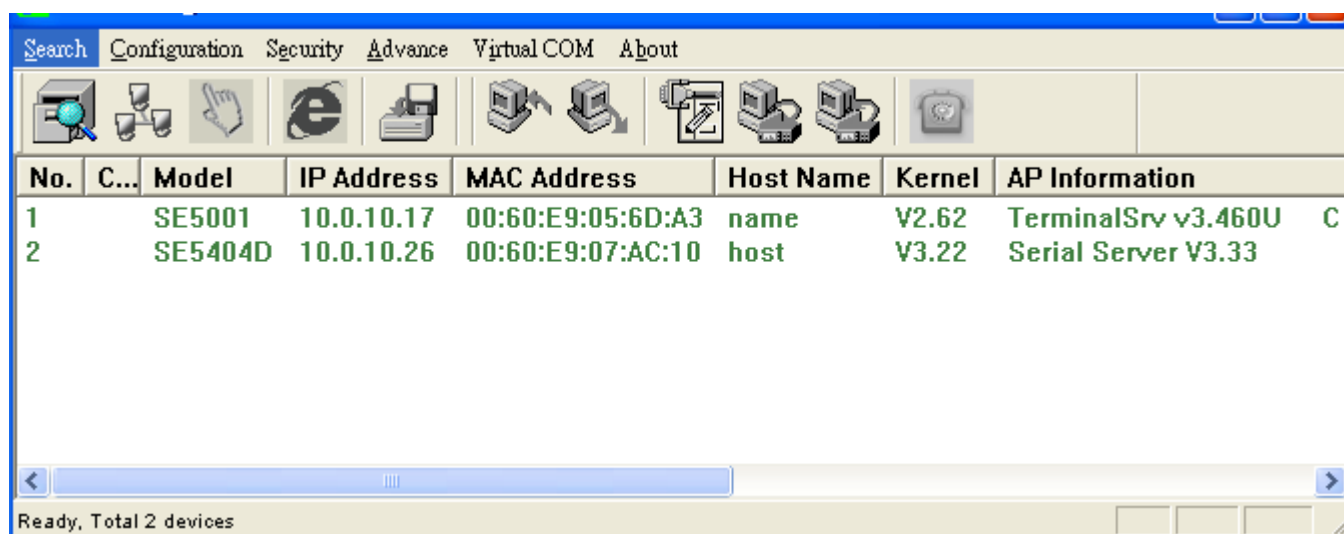 Search Configuration Security Advance Virtual COM About
No. C... Model IP Address MAC Address Host Name Kernel AP Information
1 SE5001 10.0.10.17 00:60:E9:05:6D:A3 name V2.62 TerminalSrv v3.460U C
2 SE5404D 10.0.10.26 00:60:E9:07:AC:10 host V3.22 Serial Server V3.33
Ready, Total 2 devices